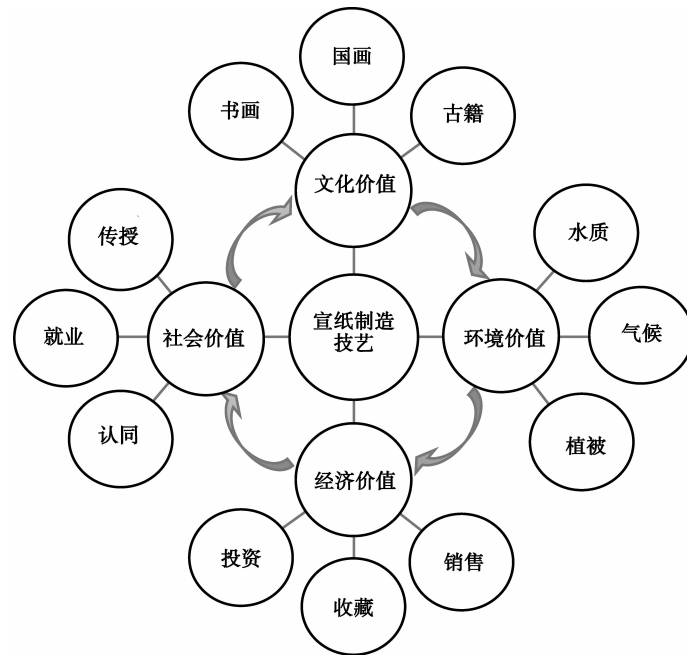 国画
书画
古籍
文化价值
传授
水质
就业
社会价值
宣纸制造
技艺
环境价值
气候
认同
植被
经济价值
投资
收藏
销售